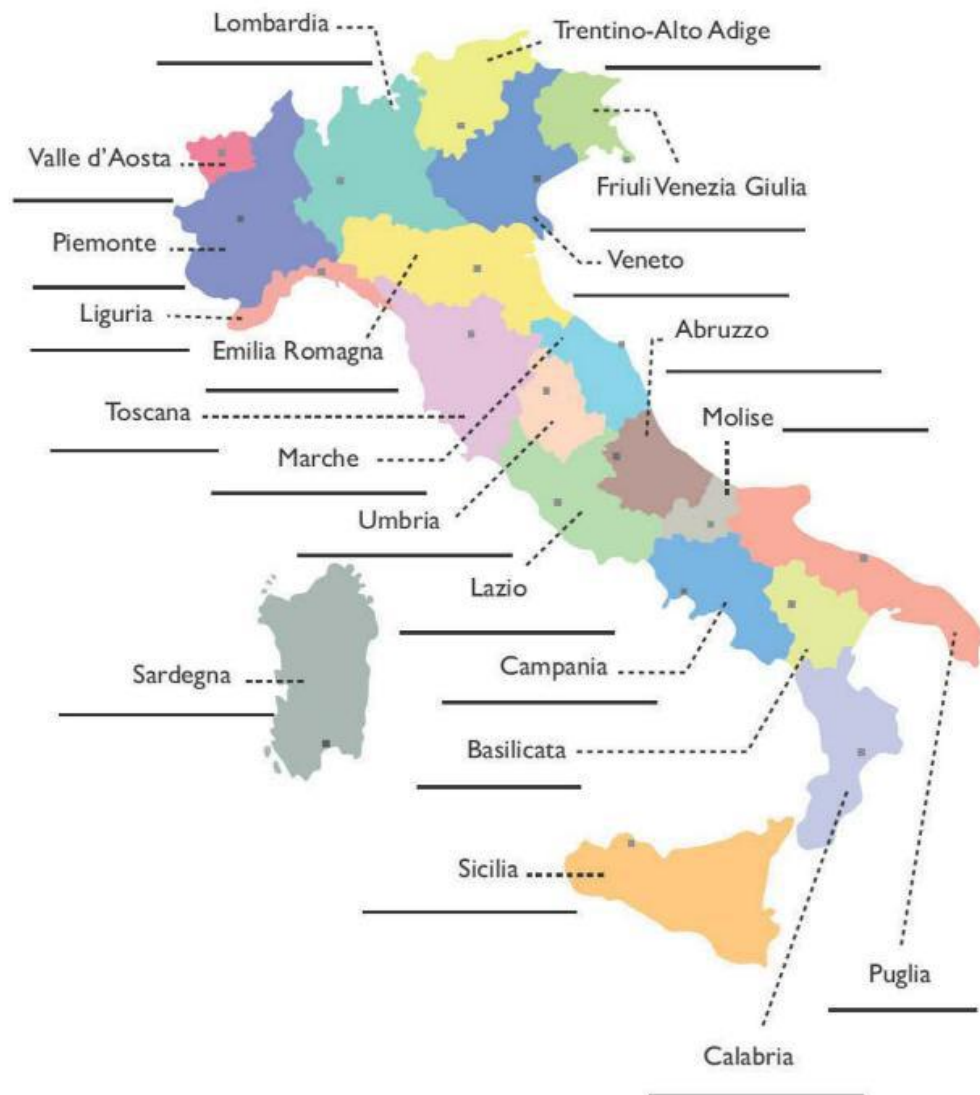 Lombardia
Trentino-Alto Adige
Valle d'Aosta
Friuli Venezia Giulia
Piemonte
Veneto
Liguria
Emilia Romagna
Abruzzo
Toscana
Molise
Marche
Umbria
Lazio
Sardegna
Campania
Basilicata
Sicilia
Puglia
Calabria